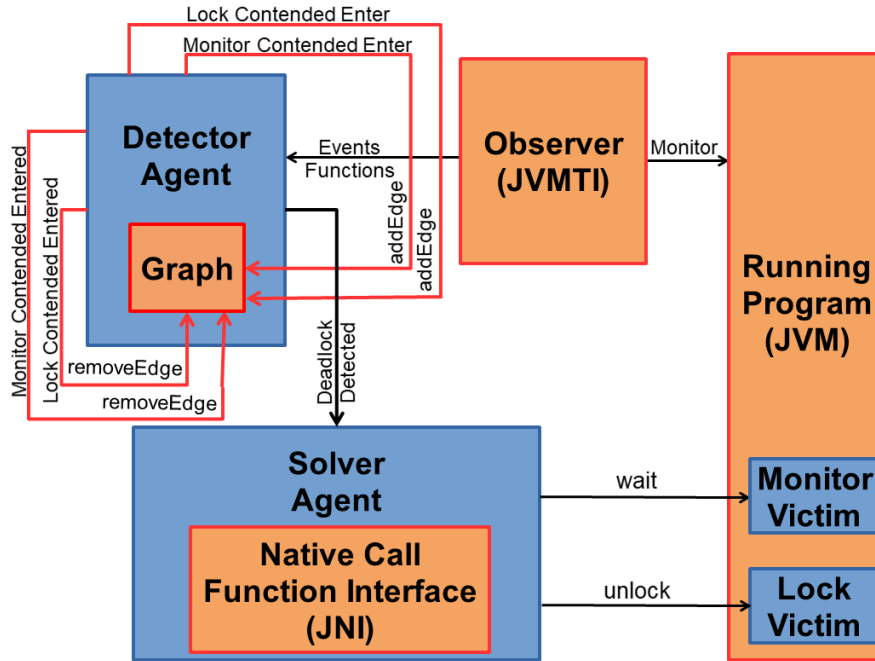 Lock Contended Enter
Monitor Contended Enter
Detector
Agent
Graph
Monitor Contended Entered
Lock Contended Entered
addEdge
addEdge
removeEdge
removeEdge
Events
Functions
Observer
(JVMTI)
Monitor
Running
Program
(JVM)
Deadlock
Detected
Solver
Agent
Native Call
Function Interface
(JNI)
wait
unlock
Monitor
Victim
Lock
Victim